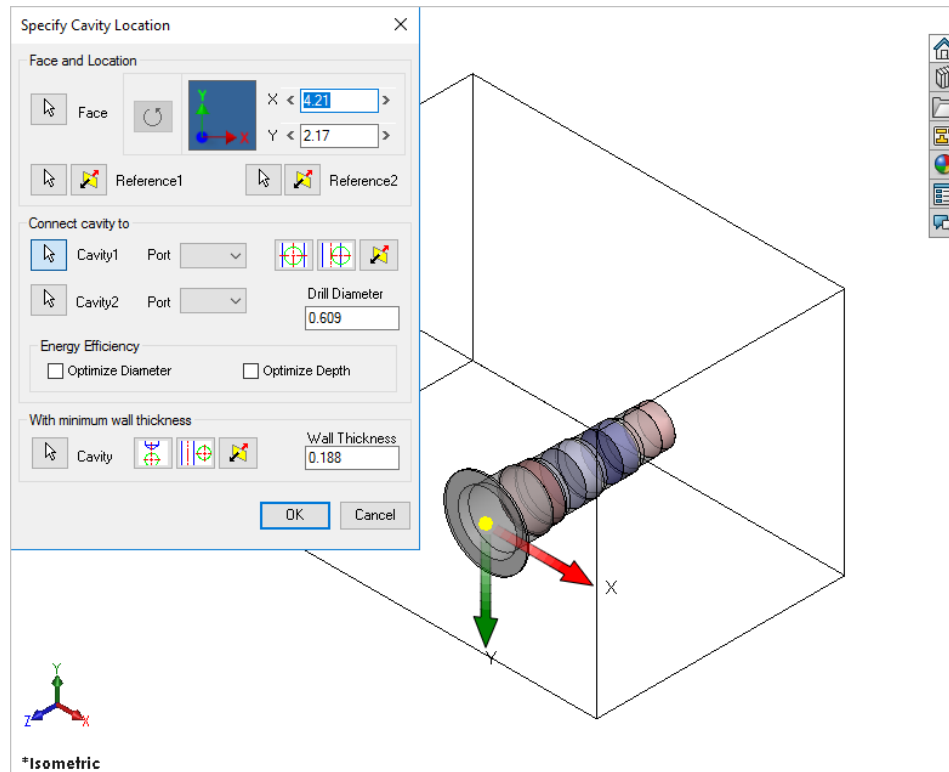 Specify Cavity Location
Face and Location
Face
Y
X
X < 4.21 >
Y < 2.17 >
Reference1
Reference2
Connect cavity to
Cavity1 Port
Cavity2 Port
Drill Diameter
0.609
Energy Efficiency
Optimize Diameter
Optimize Depth
With minimum wall thickness
Cavity
Wall Thickness
0.188
OK
Cancel
X
Y
Y
Z
X
*Isometric